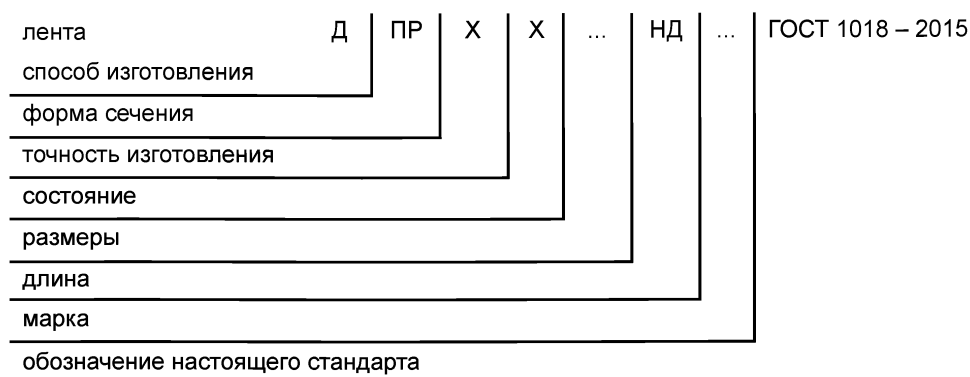 лента Д ПР Х Х ... НД ... ГОСТ 1018 – 2015
способ изготовления
форма сечения
точность изготовления
состояние
размеры
длина
марка
обозначение настоящего стандарта